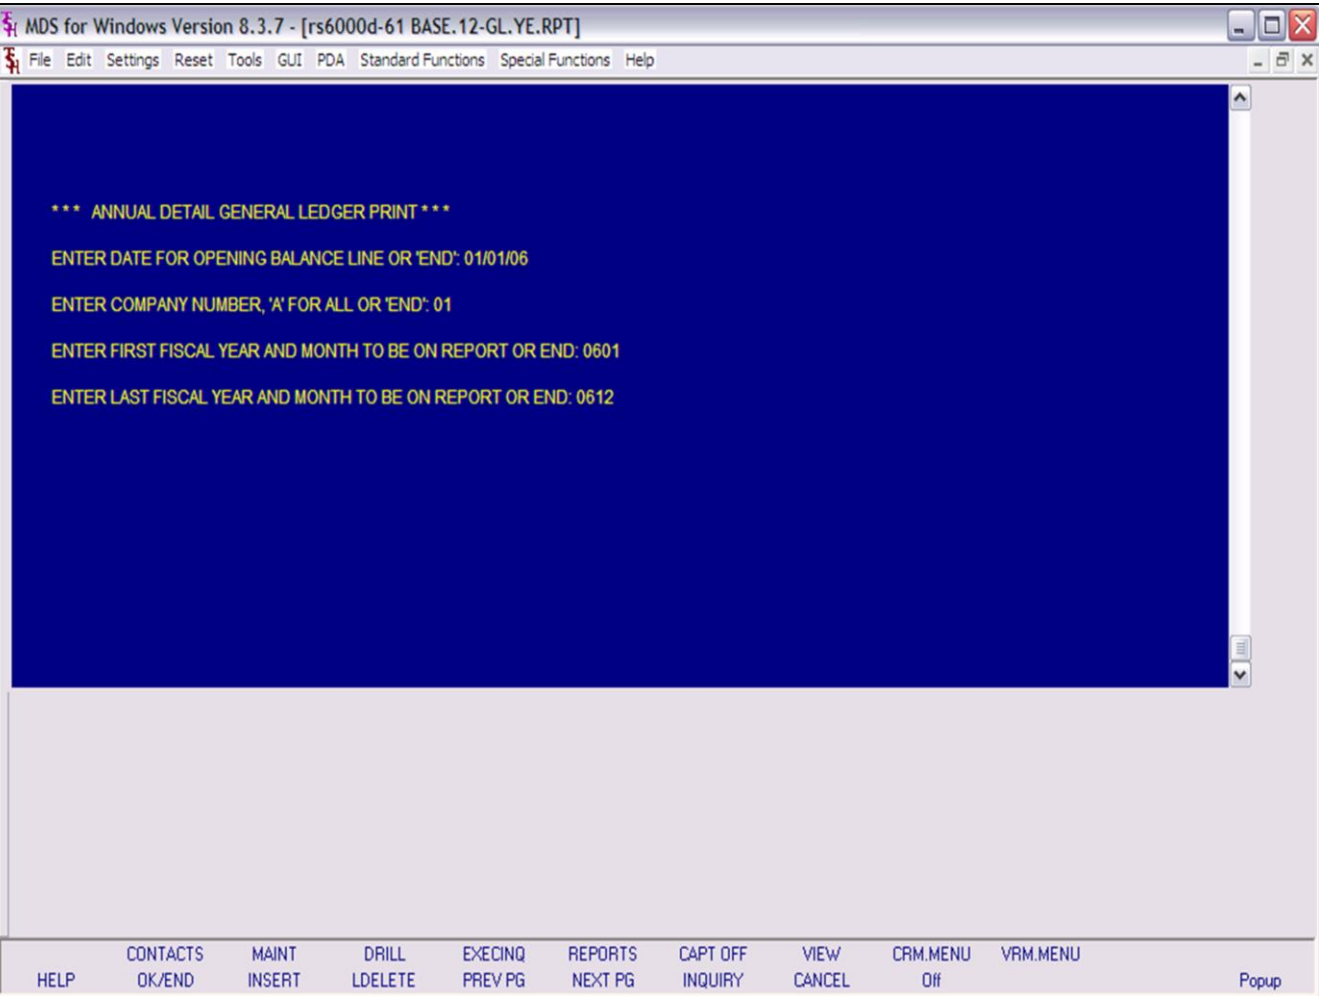 MDS for Windows Version 8.3.7 - [rs6000d-61 BASE.12-GL.YE.RPT]
File Edit Settings Reset Tools GUI PDA Standard Functions Special Functions Help
*** ANNUAL DETAIL GENERAL LEDGER PRINT ***
ENTER DATE FOR OPENING BALANCE LINE OR 'END': 01/01/06
ENTER COMPANY NUMBER, 'A' FOR ALL OR 'END': 01
ENTER FIRST FISCAL YEAR AND MONTH TO BE ON REPORT OR END: 0601
ENTER LAST FISCAL YEAR AND MONTH TO BE ON REPORT OR END: 0612
CONTACTS MAINT DRILL EXECINQ REPORTS CAPT OFF VIEW CRM.MENU VRM.MENU
HELP OK/END INSERT LDELETE PREV PG NEXT PG INQUIRY CANCEL Off Popup